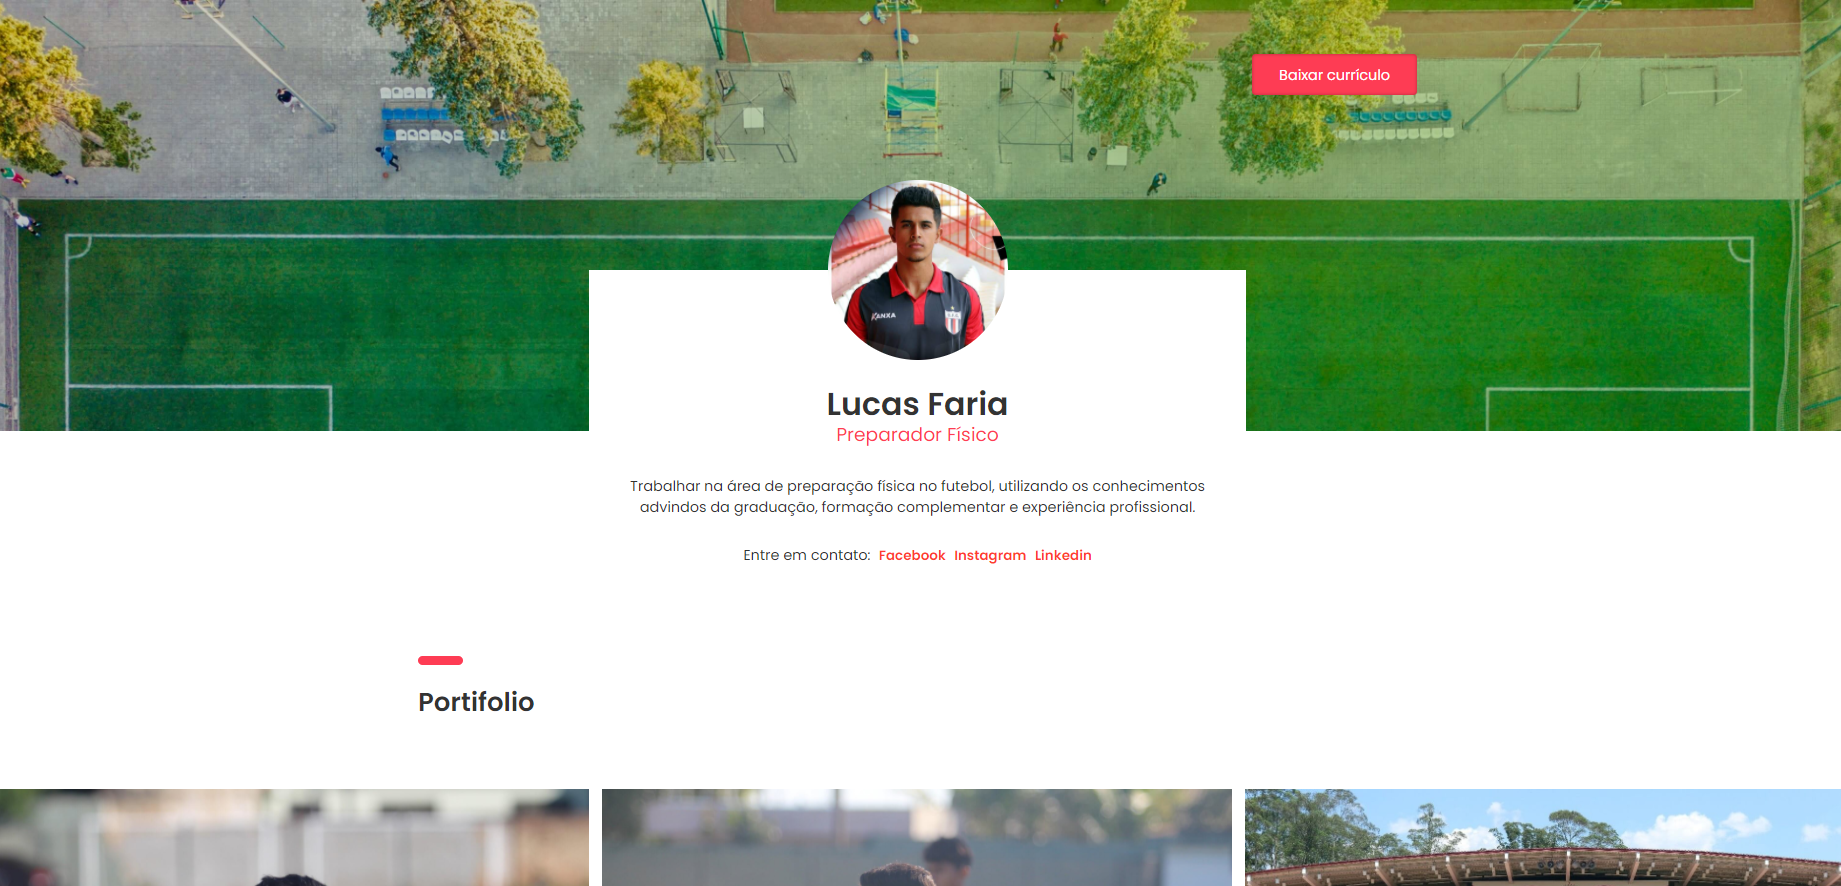 Baixar currículo
KANXA
Lucas Faria
Preparador Físico
Trabalhar na área de preparação física no futebol, utilizando os conhecimentos
advindos da graduação, formação complementar e experiência profissional.
Entre em contato: Facebook Instagram Linkedin
Portifolio